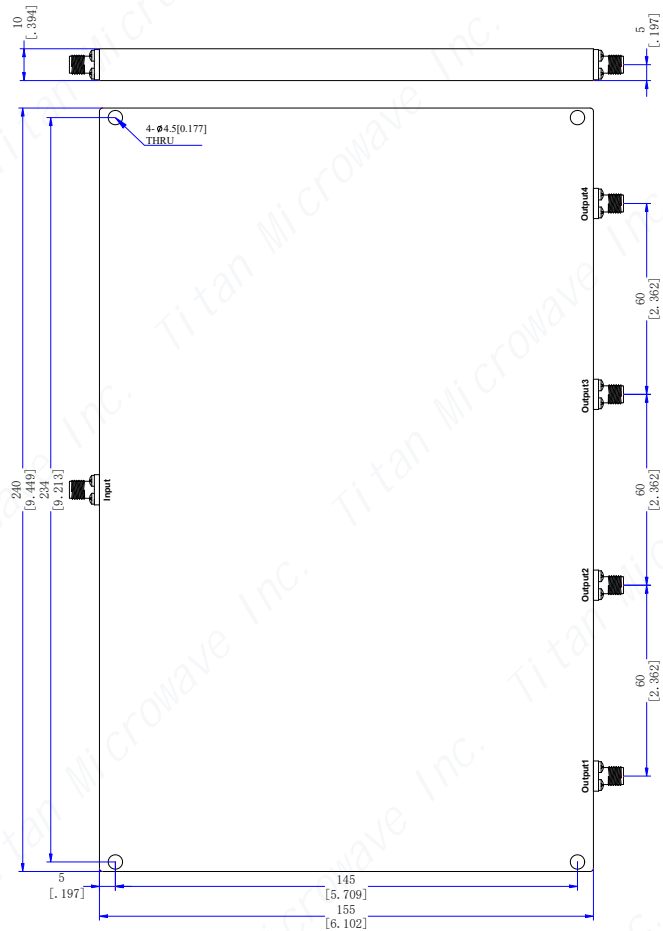 10
[.394]
5
[.197]
4-ø4.5[0.177]
THRU
Output4
60
[2.362]
Output3
240
[9.449]
234
[9.213]
Input
60
[2.362]
Output2
60
[2.362]
Output1
5
[.197]
145
[5.709]
155
[6.102]
Titan Microwave Inc.